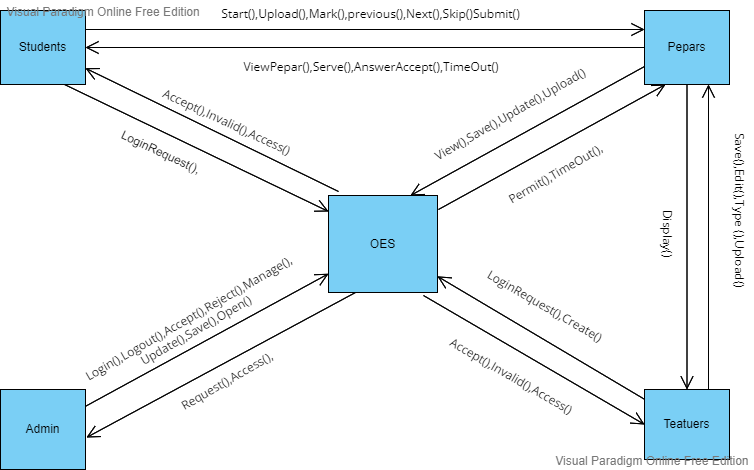 Visual Paradigm Online Free Edition
Start(),Upload(),Mark(),previous(),Next(),Skip()Submit()
Students
Pepars
ViewPepar(),Serve(),AnswerAccept(),TimeOut()
Accept(),Invalid(),Access()
LoginRequest(),
View(),Save(),Update(),Upload()
Permit(),TimeOut(),
Save(),Edit(),Type (),Upload()
Display()
OES
Login(),Logout(),Accept(),Reject(),Manage(),
Update(),Save(),Open()
Request(),Access(),
LoginRequest(),Create()
Accept(),Invalid(),Access()
Admin
Teatuers
Visual Paradigm Online Free Edition